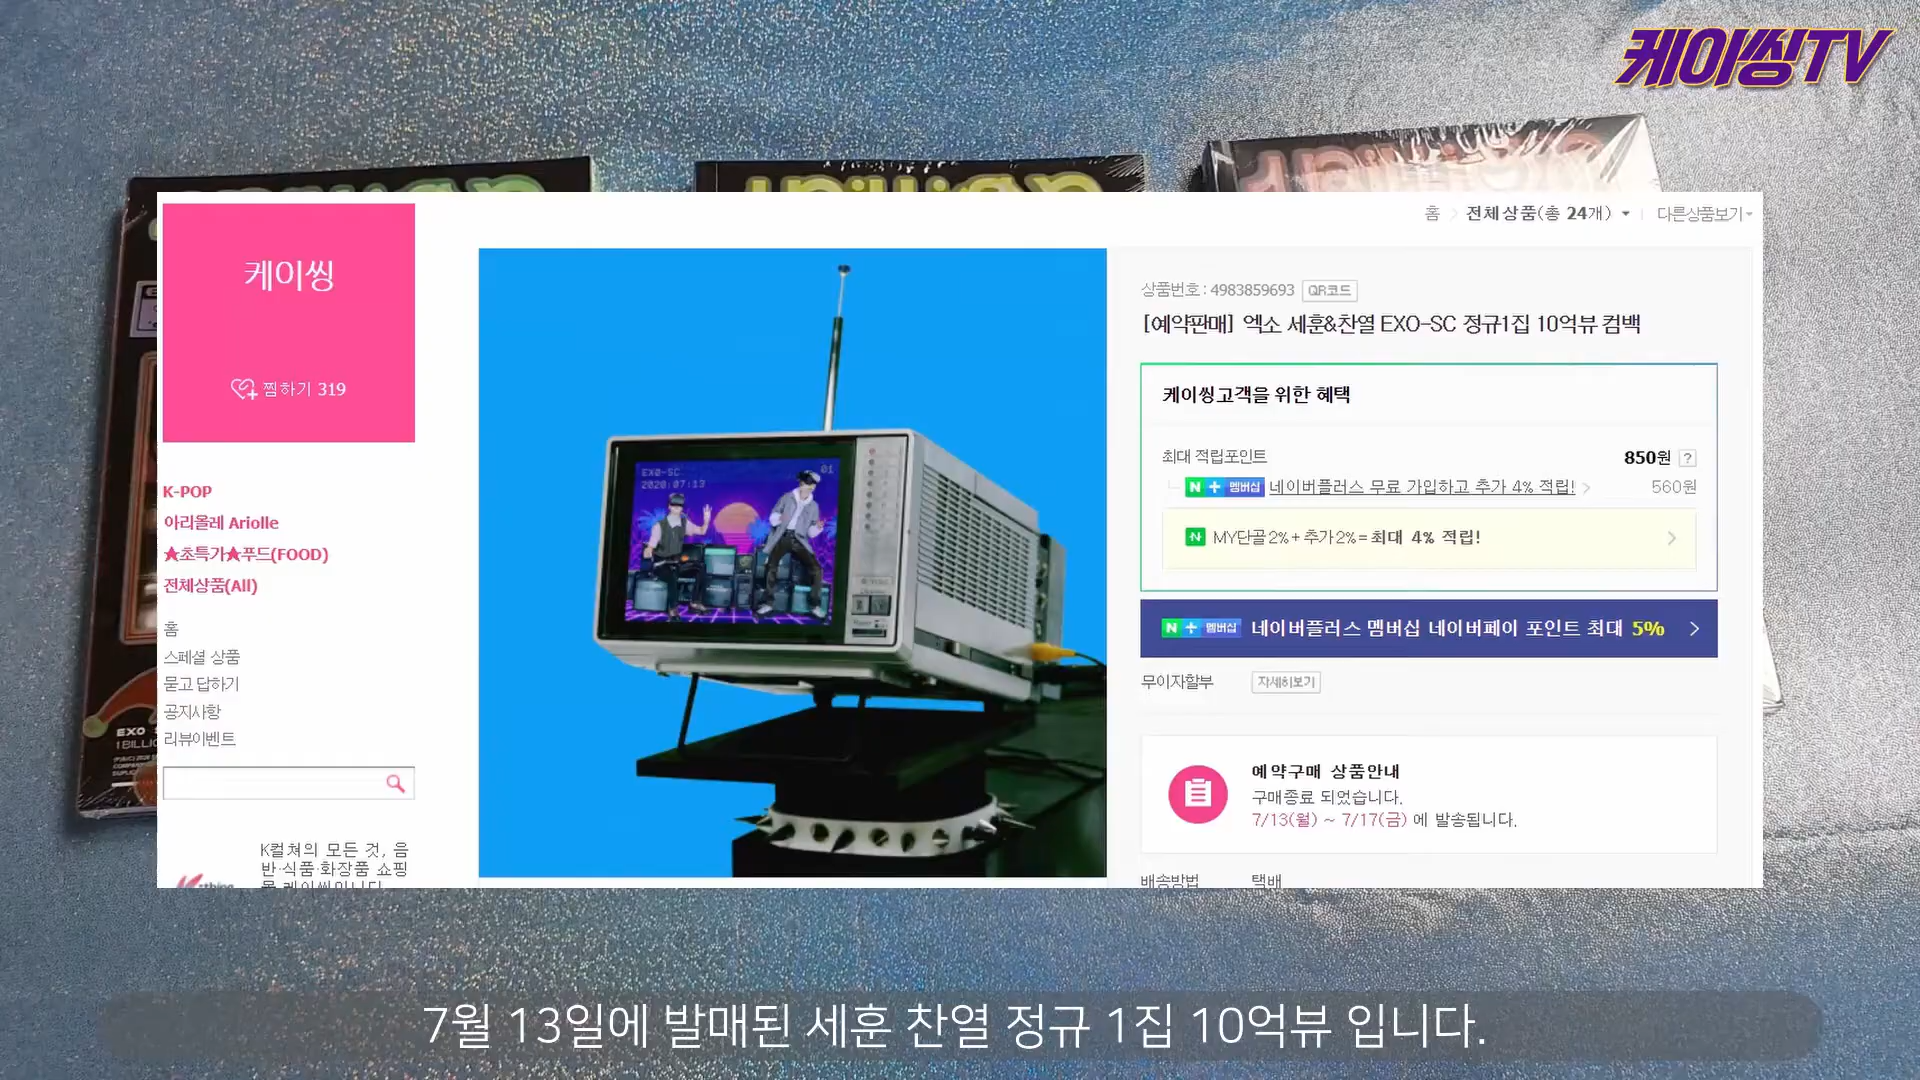 케이씽TV
홈 > 전체상품(총 24개) 다른상품보기
케이씽
찜하기 319
K-POP
아리올레 Ariolle
★초특가★푸드(FOOD)
전체상품(All)
홈
스페셜 상품
묻고 답하기
공지사항
리뷰이벤트
K컬쳐의 모든 것, 음
반·식품·화장품 쇼핑
몰 케이씽입니다
EXO-SC 01
2020:07:13
상품번호 : 4983859693 QR코드
[예약판매] 엑소 세훈&찬열 EXO-SC 정규1집 10억뷰 컴백
케이씽고객을 위한 혜택
최대 적립포인트 850원 ?
N+ 멤버십 네이버플러스 무료 가입하고 추가 4% 적립! > 560원
N MY단골2% + 추가2% = 최대 4% 적립! >
N+ 멤버십 네이버플러스 멤버십 네이버페이 포인트 최대 5% >
무이자할부 자세히보기
예약구매 상품안내
구매종료 되었습니다.
7/13(월) ~ 7/17(금) 에 발송됩니다.
배송방법 택배
EXO
1BILLI
7월 13일에 발매된 세훈 찬열 정규 1집 10억뷰 입니다.